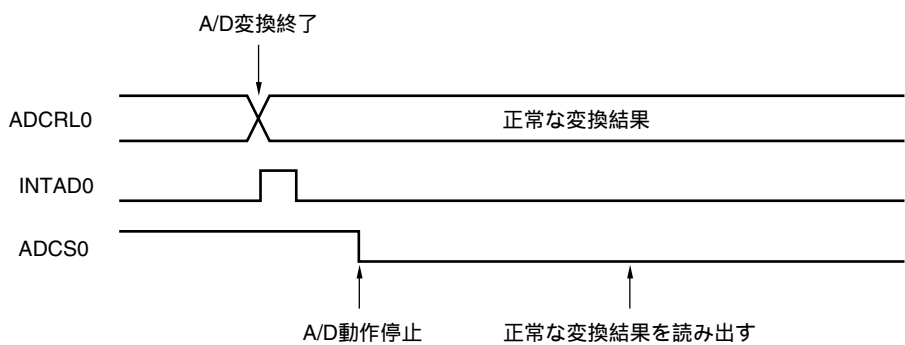 A/D変換終了
ADCRL0
正常な変換結果
INTAD0
ADCS0
A/D動作停止
正常な変換結果を読み出す